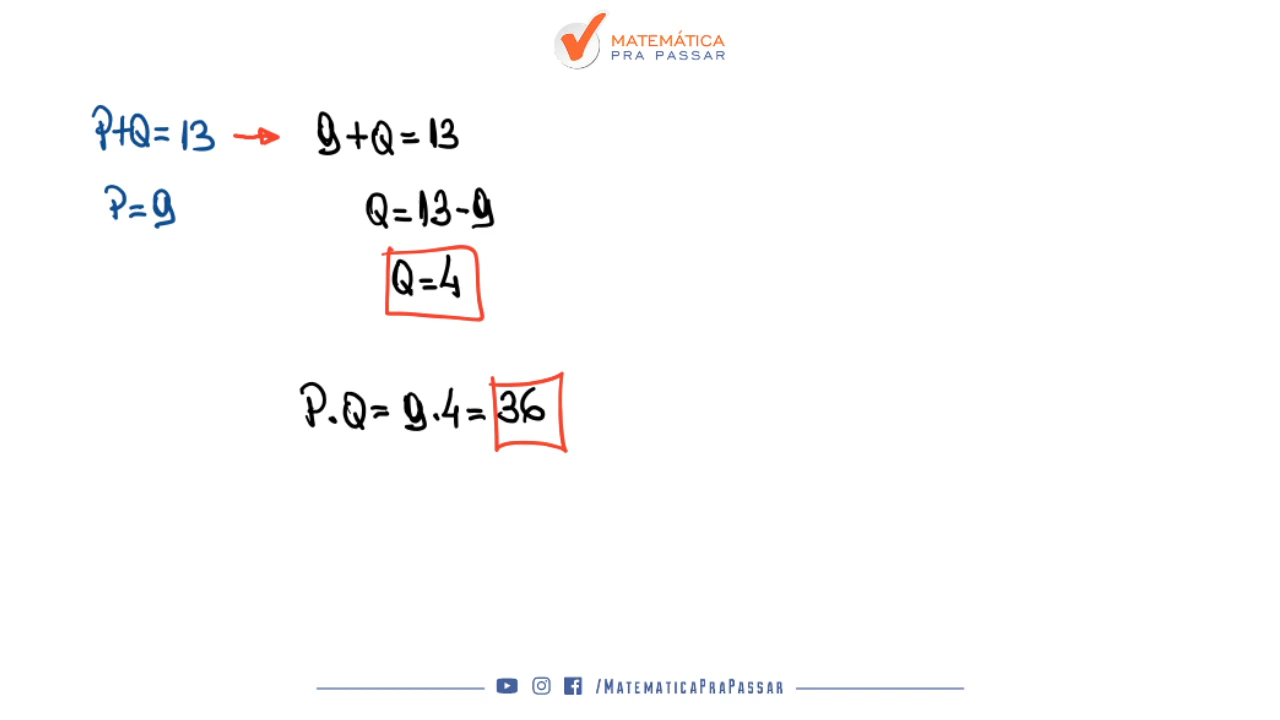 MATEMÁTICA
PRA PASSAR
P+Q=13 → 9+Q=13
P=9 Q=13-9
Q=4
P.Q=9.4=36
/MATEMATICAPRAPASSAR